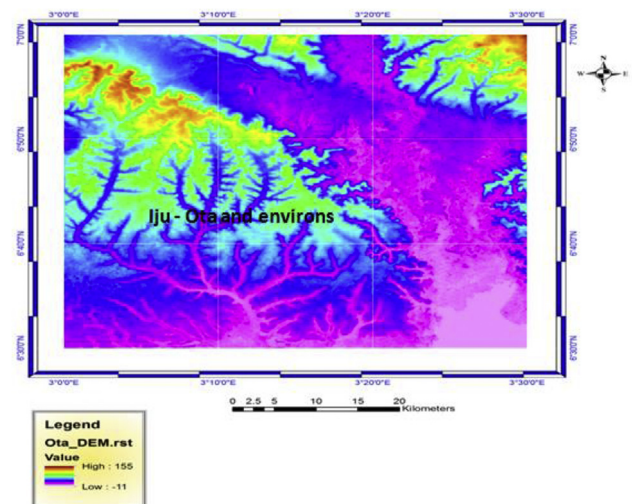 3°0'0"E 3°10'0"E 3°20'0"E 3°30'0"E
7°0'0"N 7°0'0"N
6°50'0"N 6°50'0"N
Iju - Ota and environs
6°40'0"N 6°40'0"N
6°30'0"N 6°30'0"N
3°0'0"E 3°10'0"E 3°20'0"E 3°30'0"E
N
W E
S
0 2.5 5 10 15 20
Kilometers
Legend
Ota_DEM.rst
Value
High : 155
Low : -11